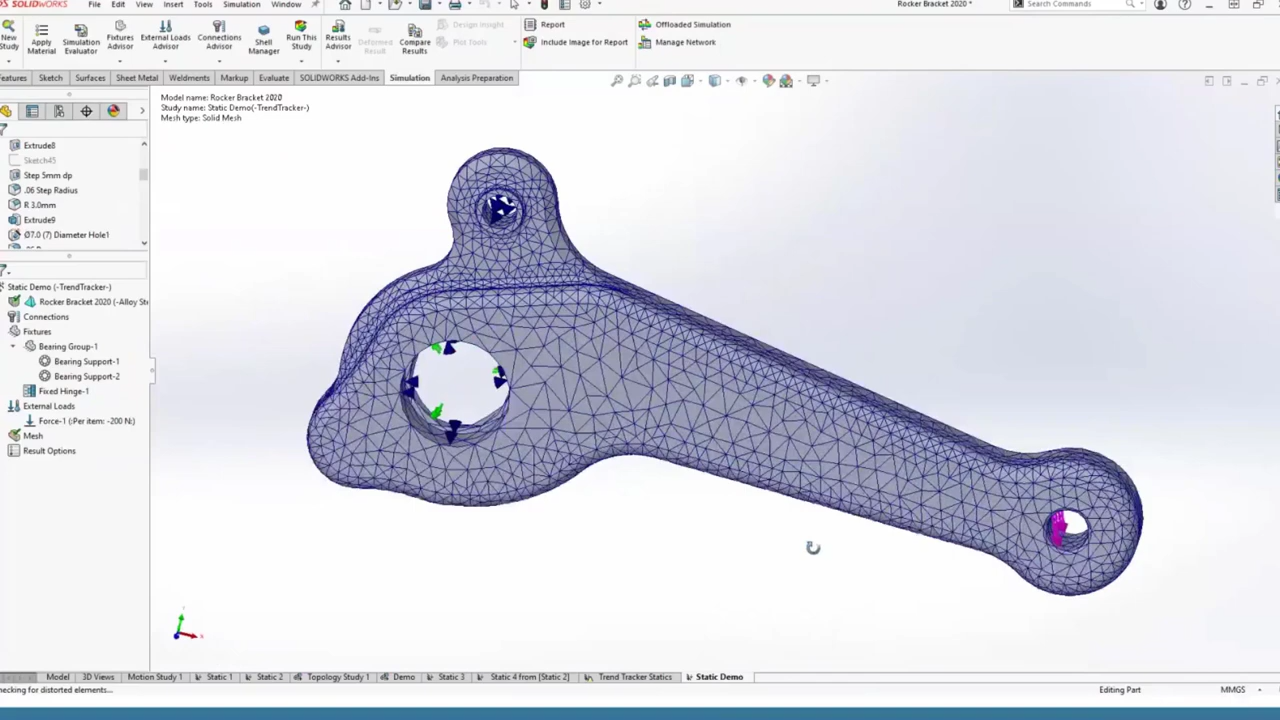 SOLIDWORKS File Edit View Insert Tools Simulation Window Rocker Bracket 2020 * Search Commands
New Study
Apply Material
Simulation Evaluator
Fixtures Advisor
External Loads Advisor
Connections Advisor
Shell Manager
Run This Study
Results Advisor
Deformed Result
Compare Results
Design Insight
Plot Tools
Report
Include Image for Report
Offloaded Simulation
Manage Network
Features Sketch Surfaces Sheet Metal Weldments Markup Evaluate SOLIDWORKS Add-Ins Simulation Analysis Preparation
Model name: Rocker Bracket 2020
Study name: Static Demo(-TrendTracker-)
Mesh type: Solid Mesh
Extrude8
Sketch45
Step 5mm dp
.06 Step Radius
R 3.0mm
Extrude9
Ø7.0 (7) Diameter Hole1
Static Demo (-TrendTracker-)
Rocker Bracket 2020 (-Alloy Ste
Connections
Fixtures
Bearing Group-1
Bearing Support-1
Bearing Support-2
Fixed Hinge-1
External Loads
Force-1 (:Per item: -200 N:)
Mesh
Result Options
Model 3D Views Motion Study 1 Static 1 Static 2 Topology Study 1 Demo Static 3 Static 4 from [Static 2] Trend Tracker Statics Static Demo
hecking for distorted elements... Editing Part MMGS